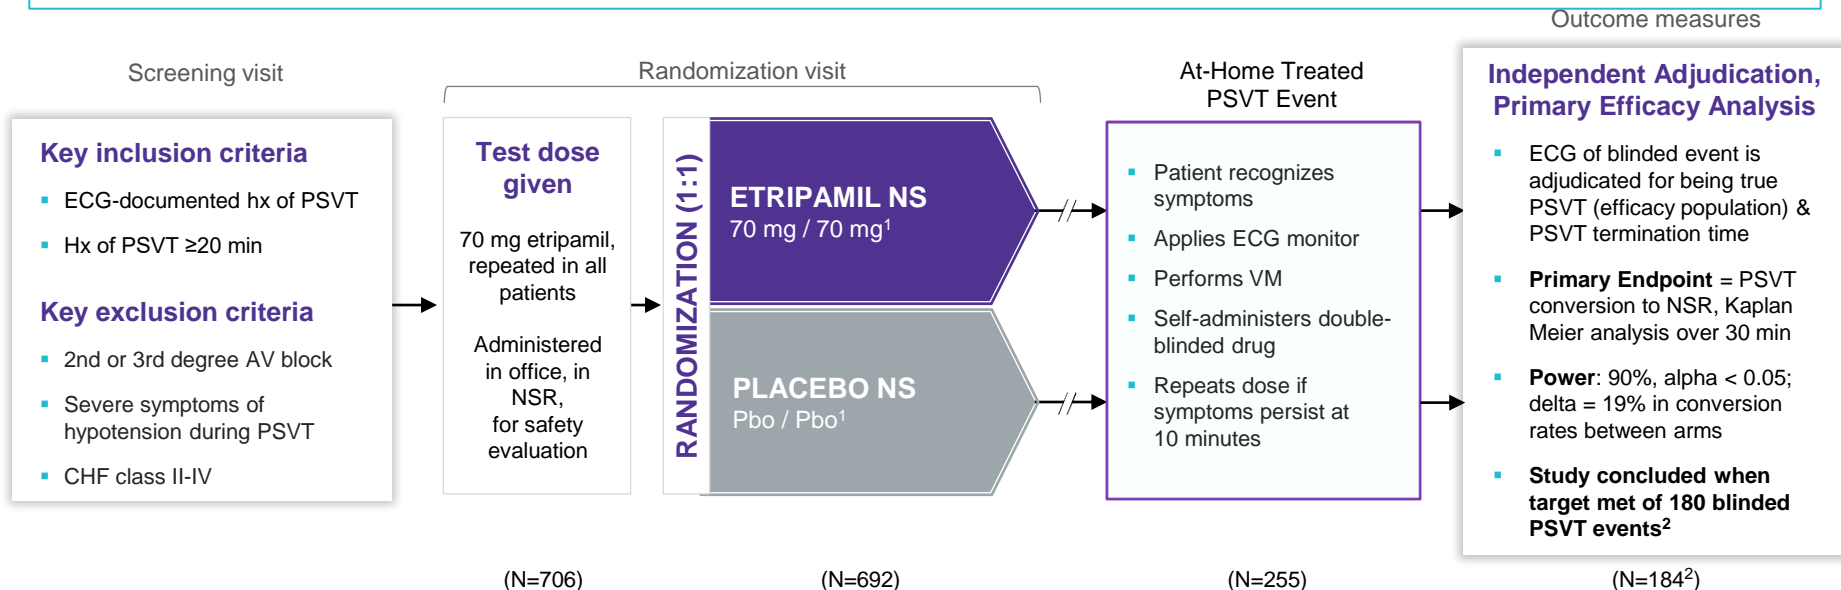 Outcome measures
Screening visit
Randomization visit
At-Home Treated
PSVT Event
Key inclusion criteria
▪ ECG-documented hx of PSVT
▪ Hx of PSVT ≥20 min
Key exclusion criteria
▪ 2nd or 3rd degree AV block
▪ Severe symptoms of
hypotension during PSVT
▪ CHF class II-IV
Test dose
given
70 mg etripamil,
repeated in all
patients
Administered
in office, in
NSR,
for safety
evaluation
RANDOMIZATION (1:1)
ETRIPAMIL NS
70 mg / 70 mg¹
PLACEBO NS
Pbo / Pbo¹
▪ Patient recognizes
symptoms
▪ Applies ECG monitor
▪ Performs VM
▪ Self-administers double-
blinded drug
▪ Repeats dose if
symptoms persist at
10 minutes
Independent Adjudication,
Primary Efficacy Analysis
▪ ECG of blinded event is
adjudicated for being true
PSVT (efficacy population) &
PSVT termination time
▪ Primary Endpoint = PSVT
conversion to NSR, Kaplan
Meier analysis over 30 min
▪ Power: 90%, alpha < 0.05;
delta = 19% in conversion
rates between arms
▪ Study concluded when
target met of 180 blinded
PSVT events²
(N=706)
(N=692)
(N=255)
(N=184²)